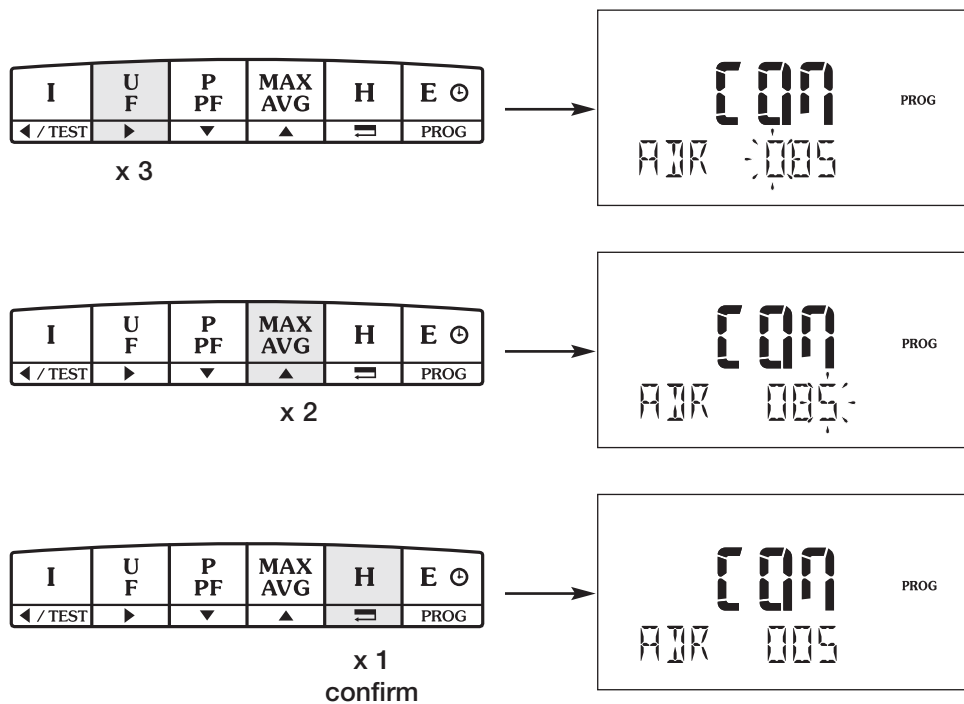 I U P MAX H E
F PF AVG
/ TEST PROG
x 3
COM PROG
ADR 005
I U P MAX H E
F PF AVG
/ TEST PROG
x 2
COM PROG
ADR 005
I U P MAX H E
F PF AVG
/ TEST PROG
x 1
confirm
COM PROG
ADR 005